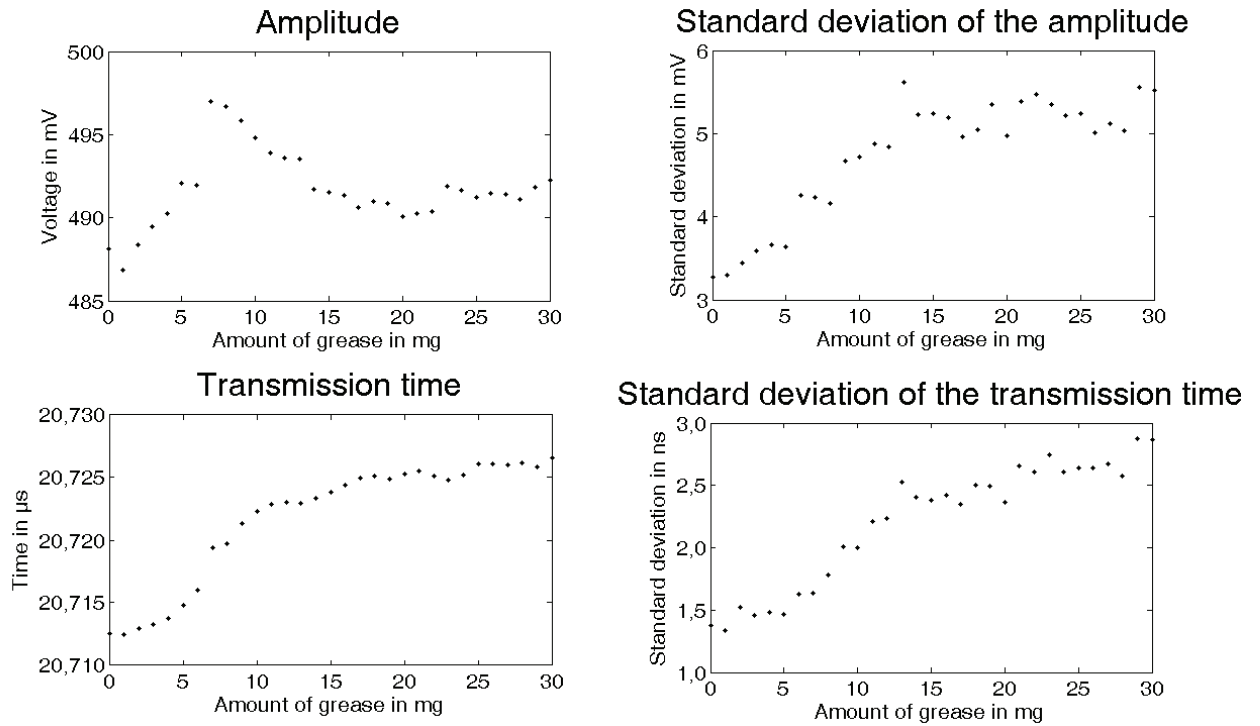 Amplitude
500
495
490
485
Voltage in mV
0 5 10 15 20 25 30
Amount of grease in mg
Standard deviation of the amplitude
6
5
4
3
Standard deviation in mV
0 5 10 15 20 25 30
Amount of grease in mg
Transmission time
20,730
20,725
20,720
20,715
20,710
Time in µs
0 5 10 15 20 25 30
Amount of grease in mg
Standard deviation of the transmission time
3,0
2,5
2,0
1,5
1,0
Standard deviation in ns
0 5 10 15 20 25 30
Amount of grease in mg